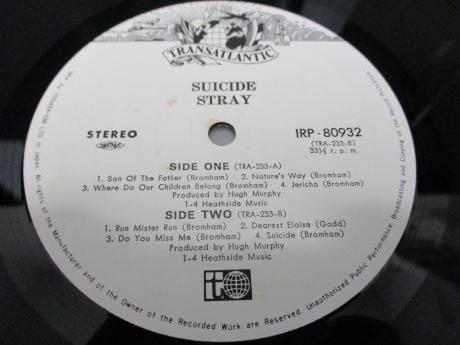 TRANSATLANTIC
SUICIDE
STRAY
STEREO
IRP-80932
(TRA-233-B)
33⅓ r.p.m.
SIDE ONE (TRA-233-A)
1. Son Of The Father (Bromham) 2. Nature's Way (Bromham)
3. Where Do Our Children Belong (Bromham) 4. Jericho (Bromham)
Produced by Hugh Murphy
1-4 Heathside Music
SIDE TWO (TRA-233-B)
1. Run Mister Run (Bromham) 2. Dearest Eloise (Gadd)
3. Do You Miss Me (Bromham) 4. Suicide (Bromham)
Produced by Hugh Murphy
1-4 Heathside Music
in Japan. All rights of the Manufacturer and of the Owner of the Recorded Work are Reserved. Unauthorized Public Performance, Broadcasting and Copying of